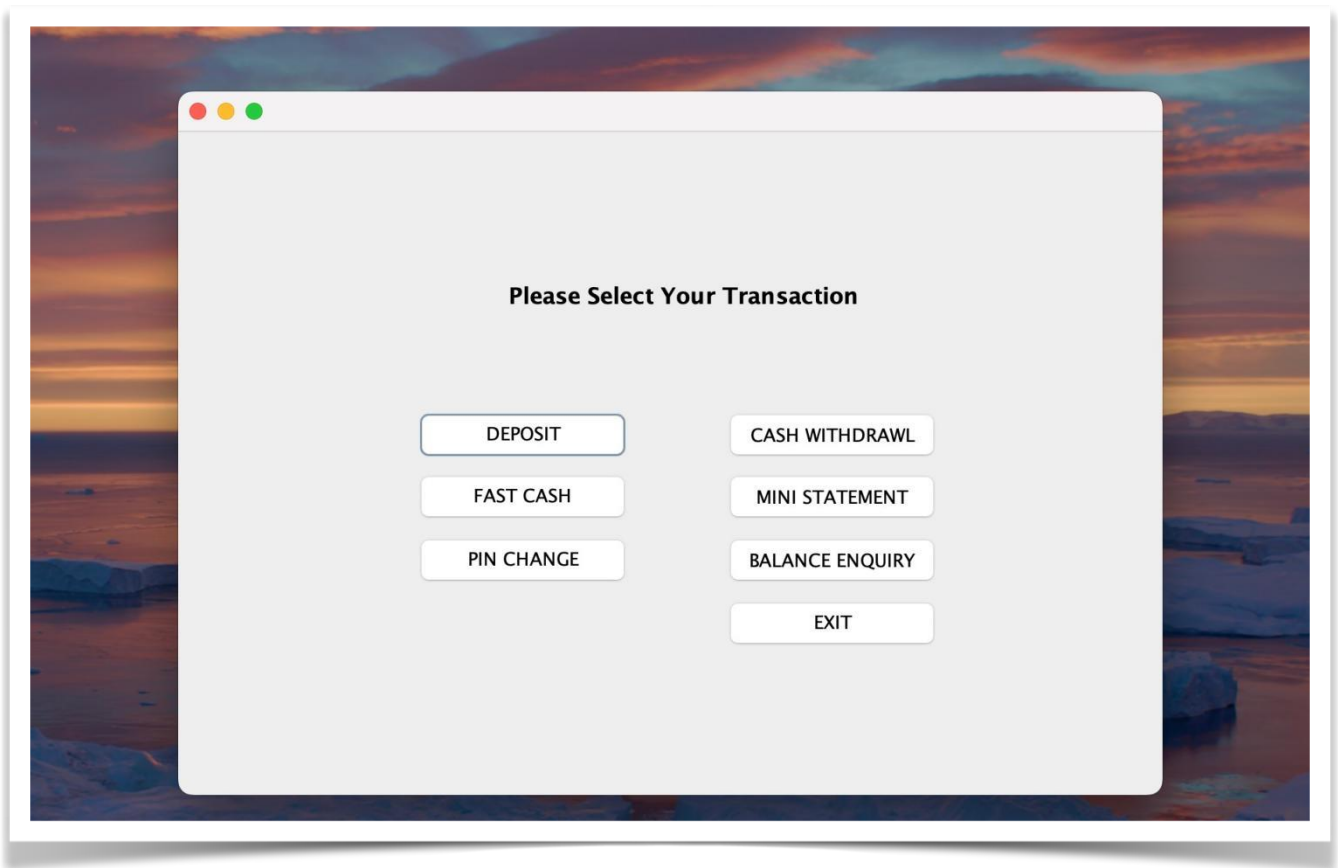 Please Select Your Transaction
DEPOSIT
CASH WITHDRAWL
FAST CASH
MINI STATEMENT
PIN CHANGE
BALANCE ENQUIRY
EXIT